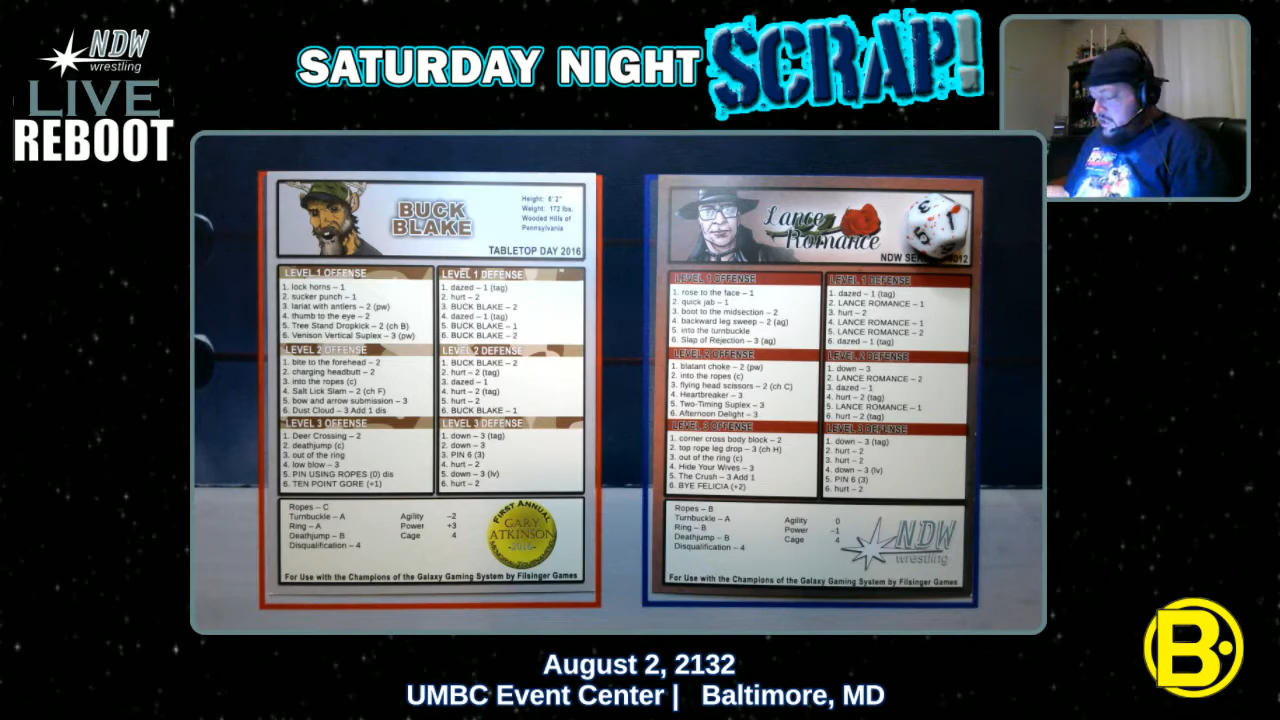 NDW
wrestling
LIVE
REBOOT
SATURDAY NIGHT SCRAP!
BUCK
BLAKE
Height: 6'2"
Weight: 172 lbs.
Wooded Hills of
Pennsylvania
TABLETOP DAY 2016
LEVEL 1 OFFENSE
1. lock horns – 1
2. sucker punch – 1
3. lariat with antlers – 2 (pw)
4. thumb to the eye – 2
5. Tree Stand Dropkick – 2 (ch B)
6. Venison Vertical Suplex – 3 (pw)
LEVEL 1 DEFENSE
1. dazed – 1 (tag)
2. hurt – 2
3. BUCK BLAKE – 2
4. dazed – 1 (tag)
5. BUCK BLAKE – 1
6. BUCK BLAKE – 2
LEVEL 2 OFFENSE
1. bite to the forehead – 2
2. charging headbutt – 2
3. into the ropes (c)
4. Salt Lick Slam – 2 (ch F)
5. bow and arrow submission – 3
6. Dust Cloud – 3 Add 1 dis
LEVEL 2 DEFENSE
1. BUCK BLAKE – 2
2. hurt – 2 (tag)
3. dazed – 1
4. hurt – 2 (tag)
5. hurt – 2
6. BUCK BLAKE – 1
LEVEL 3 OFFENSE
1. Deer Crossing – 2
2. deathjump (c)
3. out of the ring
4. low blow – 3
5. PIN USING ROPES (0) dis
6. TEN POINT GORE (+1)
LEVEL 3 DEFENSE
1. down – 3 (tag)
2. down – 3
3. PIN 6 (3)
4. hurt – 2
5. down – 3 (lv)
6. hurt – 2
Ropes – C
Turnbuckle – A
Ring – A
Deathjump – B
Disqualification – 4
Agility –2
Power +3
Cage 4
FIRST ANNUAL
GARY
ATKINSON
-2016-
MEMORIAL TOURNAMENT
For Use with the Champions of the Galaxy Gaming System by Filsinger Games
Lance
Romance
LEVEL 1 OFFENSE
1. rose to the face – 1
2. quick jab – 1
3. boot to the midsection – 2
4. backward leg sweep – 2 (ag)
5. into the turnbuckle
6. Slap of Rejection – 3 (ag)
LEVEL 1 DEFENSE
1. dazed – 1 (tag)
2. LANCE ROMANCE – 1
3. hurt – 2
4. LANCE ROMANCE – 1
5. LANCE ROMANCE – 2
6. dazed – 1 (tag)
LEVEL 2 OFFENSE
1. blatant choke – 2 (pw)
2. into the ropes (c)
3. flying head scissors – 2 (ch C)
4. Heartbreaker – 3
5. Two-Timing Suplex – 3
6. Afternoon Delight – 3
LEVEL 2 DEFENSE
1. down – 3
2. LANCE ROMANCE – 2
3. dazed – 1
4. hurt – 2 (tag)
5. LANCE ROMANCE – 1
6. hurt – 2 (tag)
LEVEL 3 OFFENSE
1. corner cross body block – 2
2. top rope leg drop – 3 (ch H)
3. out of the ring (c)
4. Hide Your Wives – 3
5. The Crush – 3 Add 1
6. BYE FELICIA (+2)
LEVEL 3 DEFENSE
1. down – 3 (tag)
2. hurt – 2
3. hurt – 2
4. down – 3 (lv)
5. PIN 6 (3)
6. hurt – 2
Ropes – B
Turnbuckle – A
Ring – B
Deathjump – B
Disqualification – 4
Agility 0
Power –1
Cage 4
NDW
wrestling
For Use with the Champions of the Galaxy Gaming System by Filsinger Games
August 2, 2132
UMBC Event Center | Baltimore, MD
B